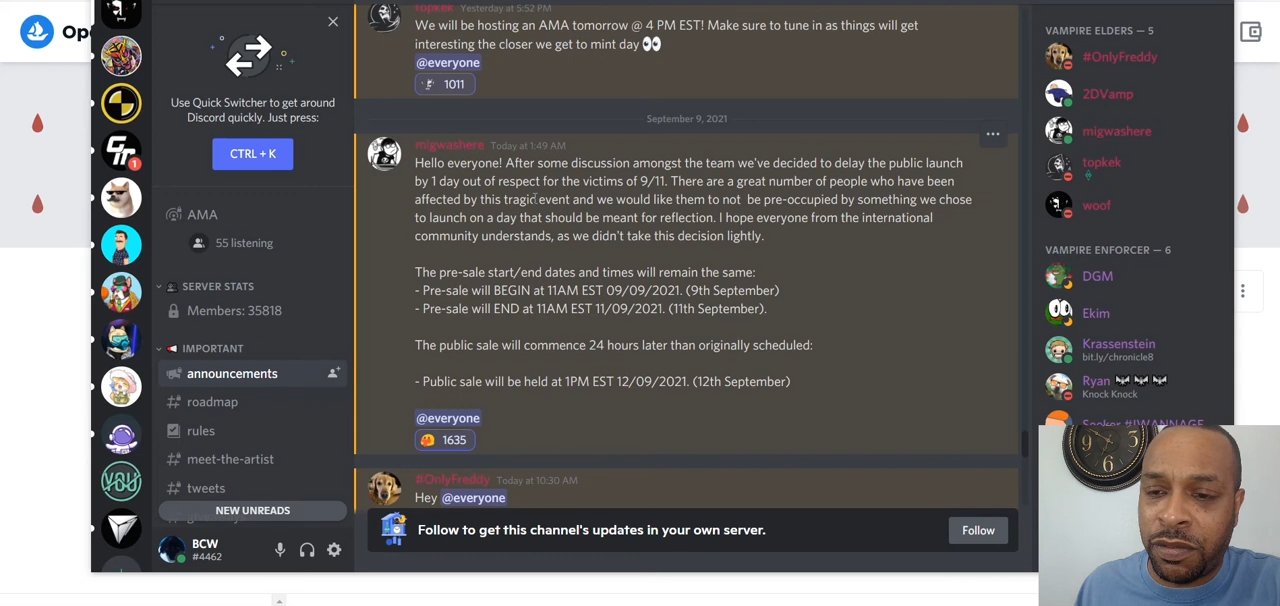 Ope
Use Quick Switcher to get around
Discord quickly. Just press:
CTRL + K
AMA
55 listening
SERVER STATS
Members: 35818
IMPORTANT
announcements
roadmap
rules
meet-the-artist
tweets
NEW UNREADS
BCW
#4462
topkek Yesterday at 5:52 PM
We will be hosting an AMA tomorrow @ 4 PM EST! Make sure to tune in as things will get
interesting the closer we get to mint day 👀
@everyone
1011
September 9, 2021
migwashere Today at 1:49 AM
Hello everyone! After some discussion amongst the team we've decided to delay the public launch
by 1 day out of respect for the victims of 9/11. There are a great number of people who have been
affected by this tragic event and we would like them to not be pre-occupied by something we chose
to launch on a day that should be meant for reflection. I hope everyone from the international
community understands, as we didn't take this decision lightly.
The pre-sale start/end dates and times will remain the same:
- Pre-sale will BEGIN at 11AM EST 09/09/2021. (9th September)
- Pre-sale will END at 11AM EST 11/09/2021. (11th September).
The public sale will commence 24 hours later than originally scheduled:
- Public sale will be held at 1PM EST 12/09/2021. (12th September)
@everyone
1635
#OnlyFreddy Today at 10:30 AM
Hey @everyone
Follow to get this channel's updates in your own server.
Follow
VAMPIRE ELDERS — 5
#OnlyFreddy
2DVamp
migwashere
topkek
woof
VAMPIRE ENFORCER — 6
DGM
Ekim
Krassenstein
bit.ly/chronicle8
Ryan
Knock Knock